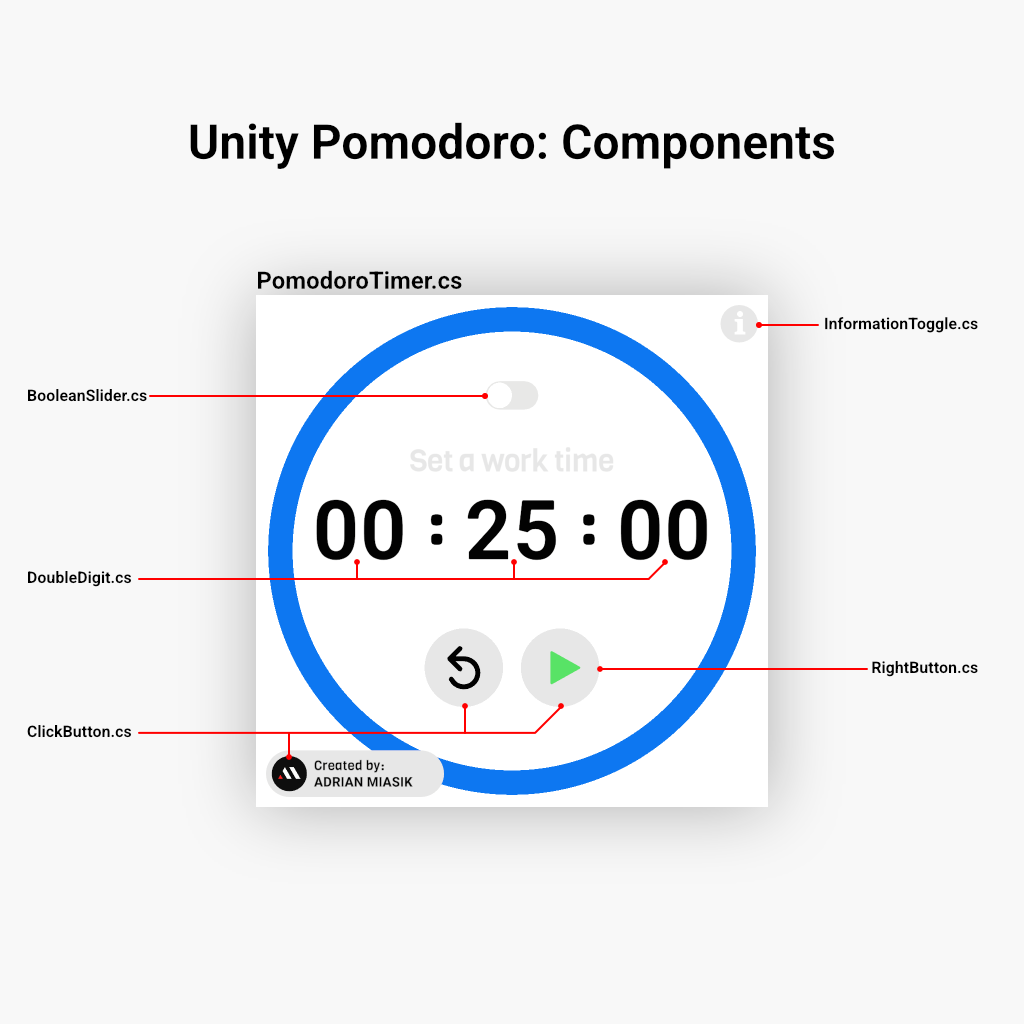 Unity Pomodoro: Components
PomodoroTimer.cs
InformationToggle.cs
BooleanSlider.cs
Set a work time
00 : 25 : 00
DoubleDigit.cs
RightButton.cs
ClickButton.cs
Created by:
ADRIAN MIASIK